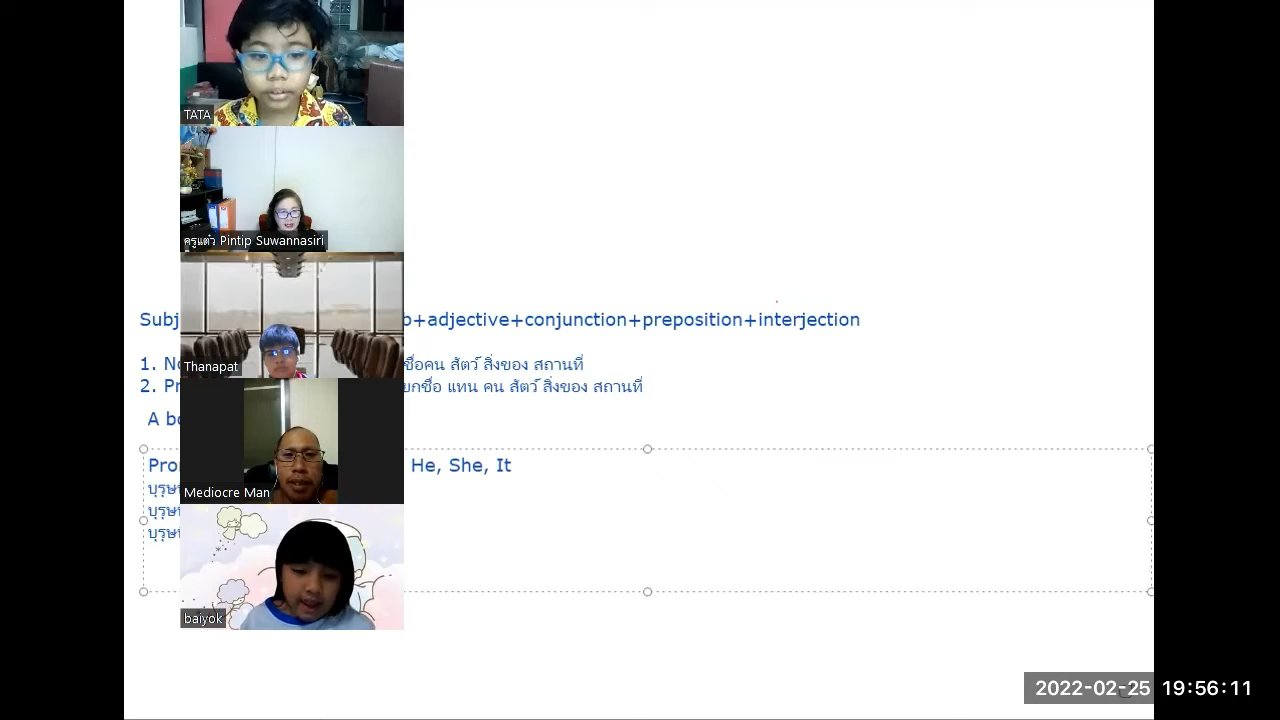 TATA
ครูแต๋ว Pintip Suwannasiri
Thanapat
Mediocre Man
baiyok
Subj b+adjective+conjunction+preposition+interjection
1. No ชื่อคน สัตว์ สิ่งของ สถานที่
2. Pr ยกชื่อ แทน คน สัตว์ สิ่งของ สถานที่
A bo
Pro He, She, It
บุรุษ
บุรุษ
บุรุษ
2022-02-25 19:56:11